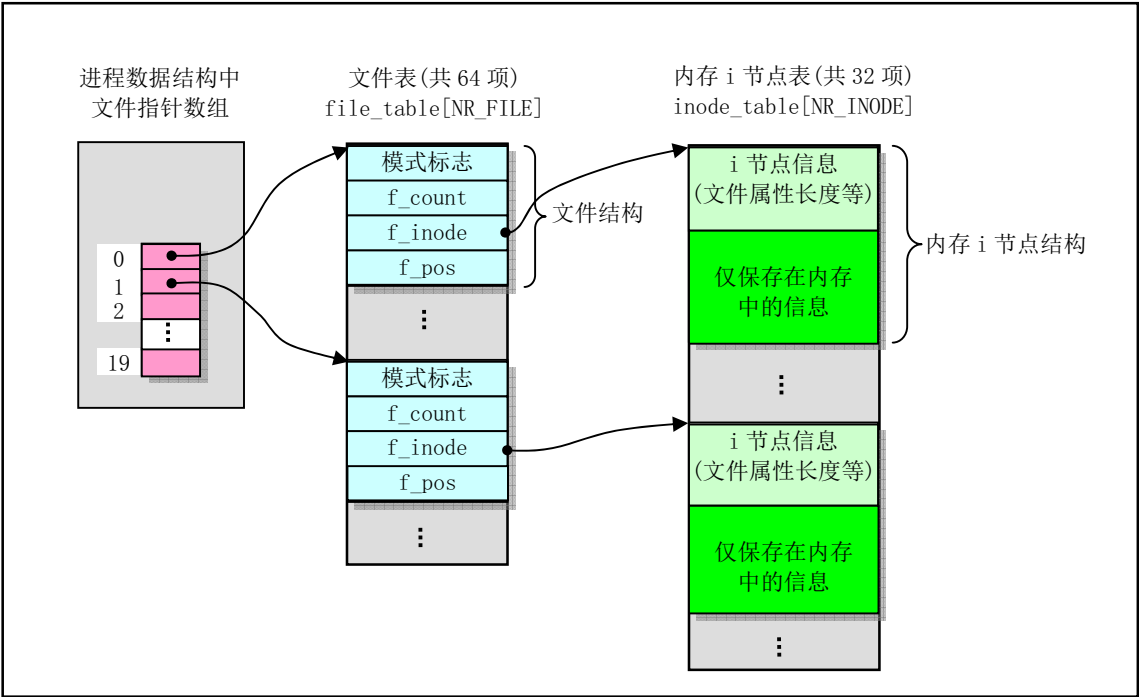 进程数据结构中
文件指针数组
0
1
2
⋮
19
文件表(共 64 项)
file_table[NR_FILE]
模式标志
f_count
f_inode
f_pos
文件结构
⋮
模式标志
f_count
f_inode
f_pos
⋮
内存 i 节点表(共 32 项)
inode_table[NR_INODE]
i 节点信息
(文件属性长度等)
仅保存在内存
中的信息
内存 i 节点结构
⋮
i 节点信息
(文件属性长度等)
仅保存在内存
中的信息
⋮